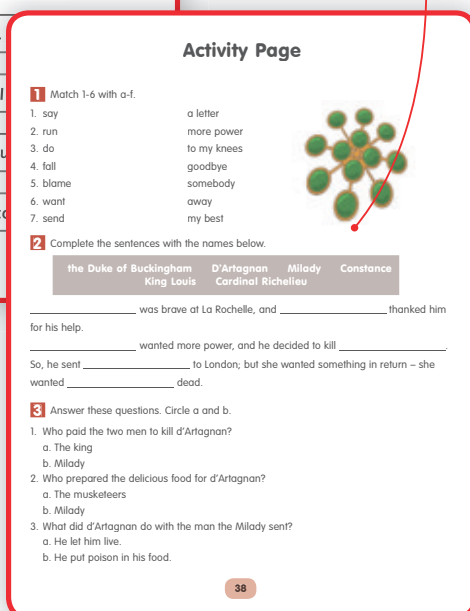 Activity Page
1 Match 1-6 with a-f.
1. say a letter
2. run more power
3. do to my knees
4. fall goodbye
5. blame somebody
6. want away
7. send my best
2 Complete the sentences with the names below.
the Duke of Buckingham D'Artagnan Milady Constance
King Louis Cardinal Richelieu
____________ was brave at La Rochelle, and ____________ thanked him
for his help.
____________ wanted more power, and he decided to kill ____________.
So, he sent ____________ to London; but she wanted something in return – she
wanted ____________ dead.
3 Answer these questions. Circle a and b.
1. Who paid the two men to kill d'Artagnan?
a. The king
b. Milady
2. Who prepared the delicious food for d'Artagnan?
a. The musketeers
b. Milady
3. What did d'Artagnan do with the man the Milady sent?
a. He let him live.
b. He put poison in his food.
38